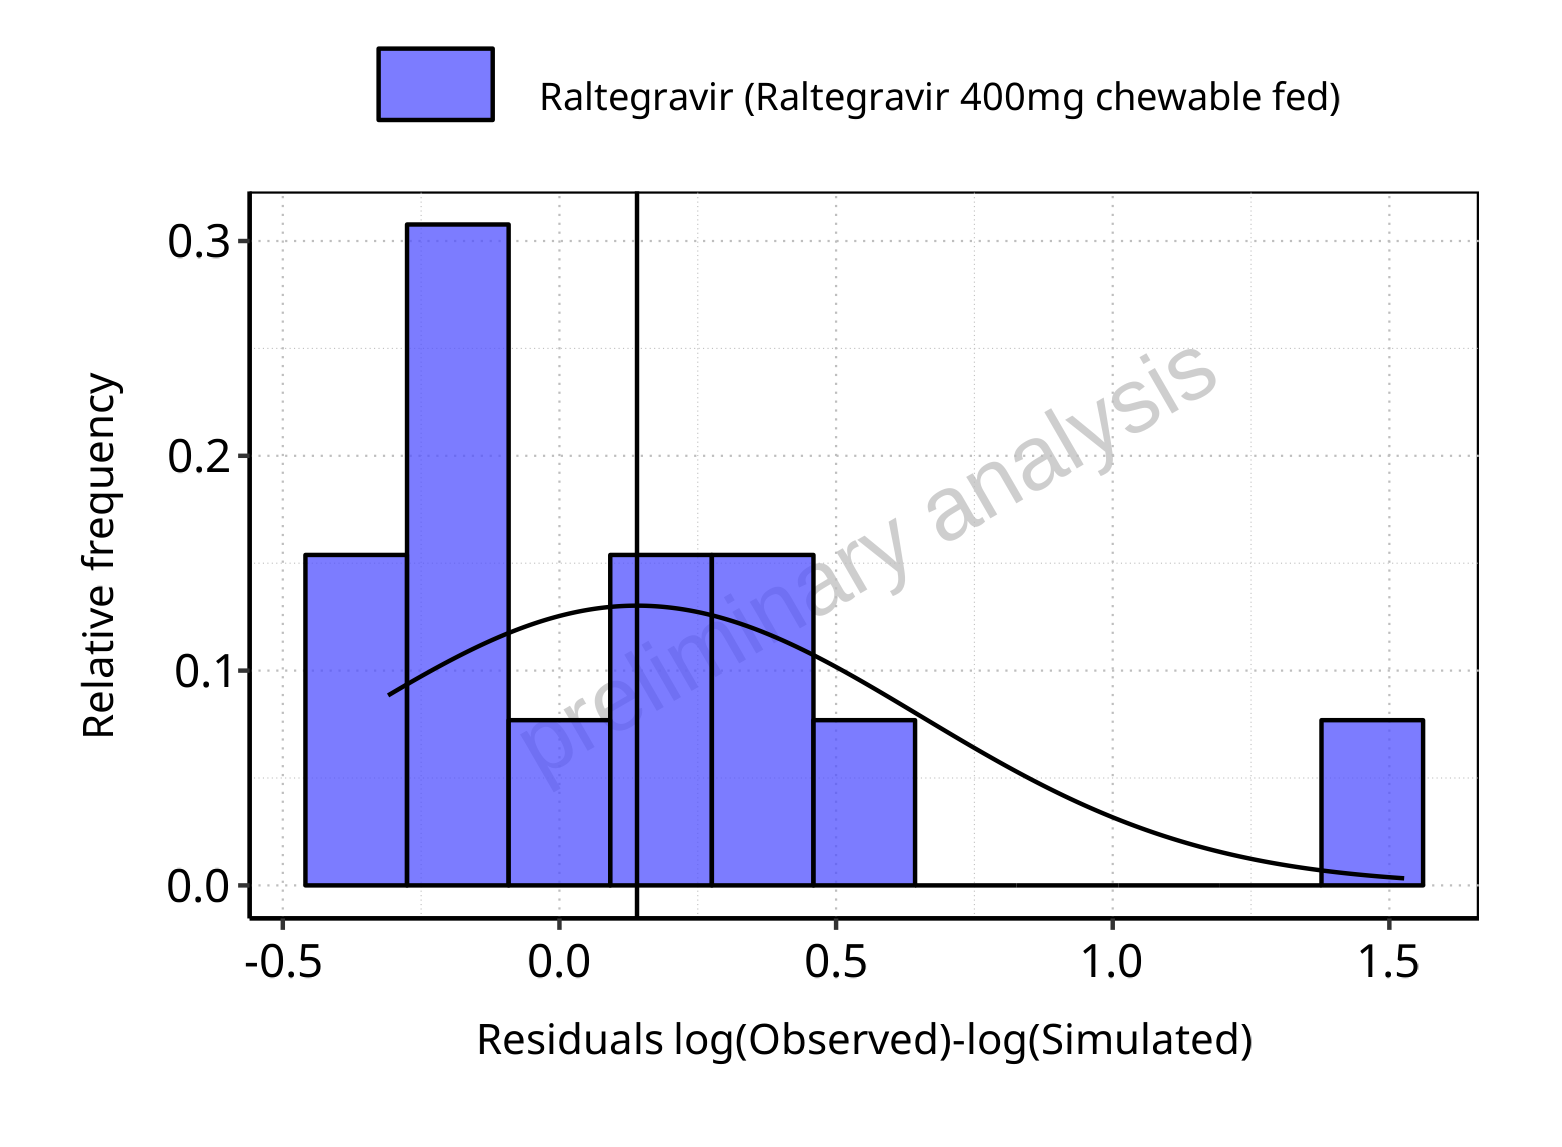 Raltegravir (Raltegravir 400mg chewable fed)
0.3
0.2
0.1
0.0
Relative frequency
preliminary analysis
-0.5 0.0 0.5 1.0 1.5
Residuals log(Observed)-log(Simulated)